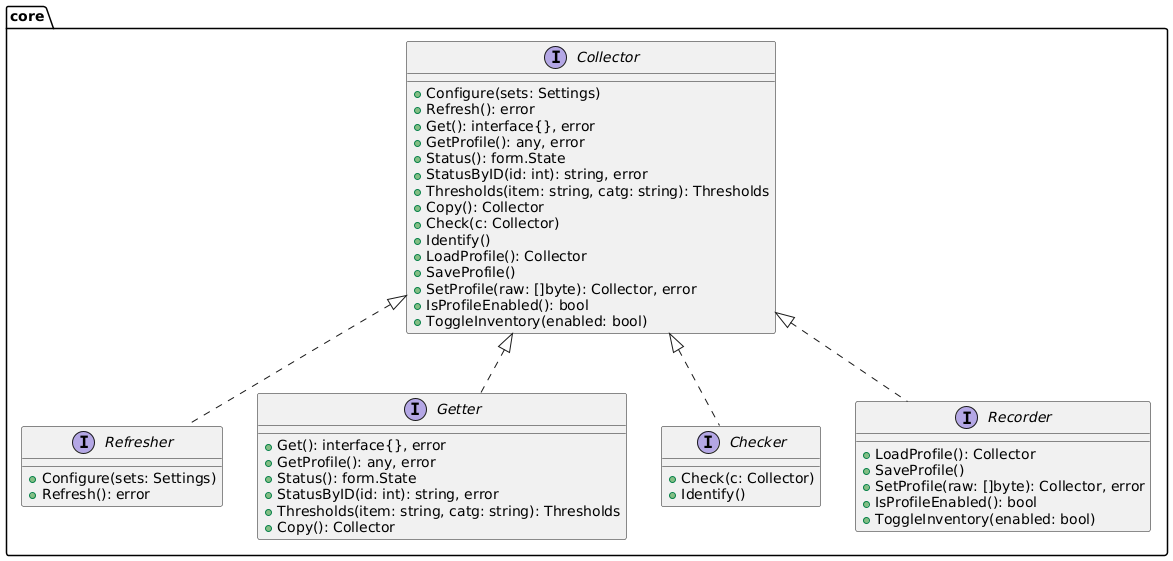 core
I Collector
Configure(sets: Settings)
Refresh(): error
Get(): interface{}, error
GetProfile(): any, error
Status(): form.State
StatusByID(id: int): string, error
Thresholds(item: string, catg: string): Thresholds
Copy(): Collector
Check(c: Collector)
Identify()
LoadProfile(): Collector
SaveProfile()
SetProfile(raw: []byte): Collector, error
IsProfileEnabled(): bool
ToggleInventory(enabled: bool)
I Refresher
Configure(sets: Settings)
Refresh(): error
I Getter
Get(): interface{}, error
GetProfile(): any, error
Status(): form.State
StatusByID(id: int): string, error
Thresholds(item: string, catg: string): Thresholds
Copy(): Collector
I Checker
Check(c: Collector)
Identify()
I Recorder
LoadProfile(): Collector
SaveProfile()
SetProfile(raw: []byte): Collector, error
IsProfileEnabled(): bool
ToggleInventory(enabled: bool)